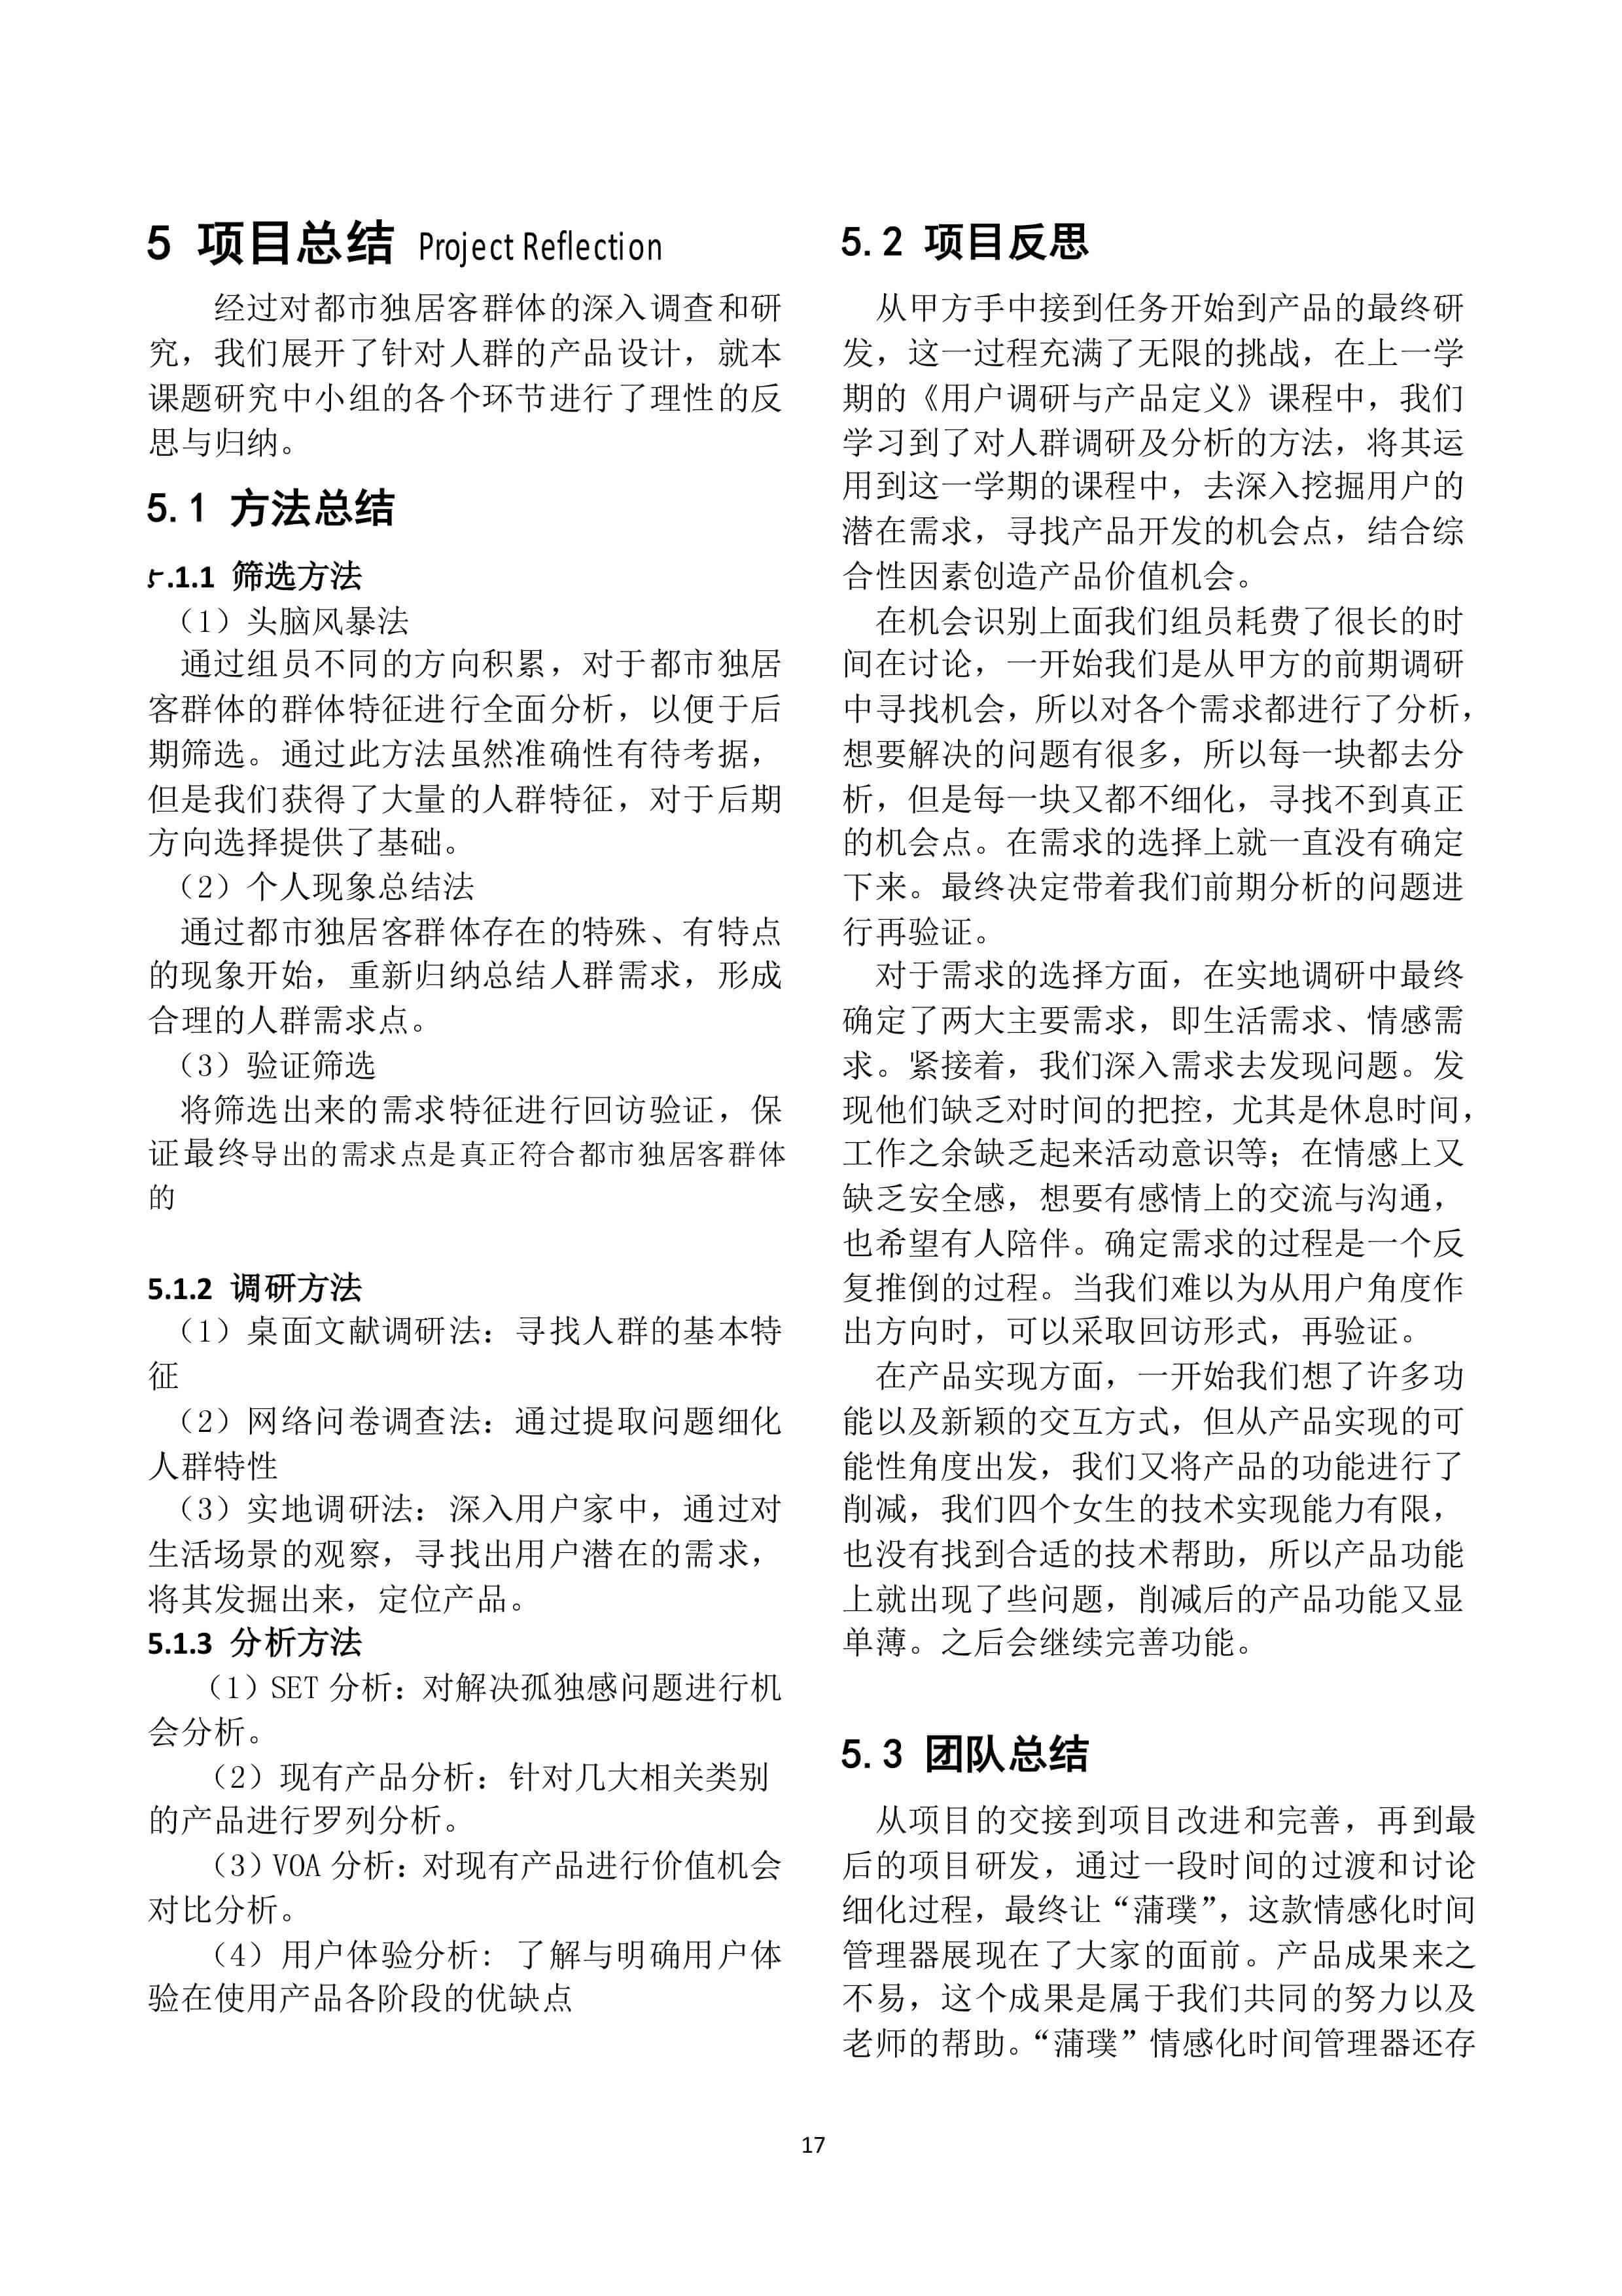 5 项目总结 Project Reflection
经过对都市独居客群体的深入调查和研
究，我们展开了针对人群的产品设计，就本
课题研究中小组的各个环节进行了理性的反
思与归纳。
5.1 方法总结
5.1.1 筛选方法
（1）头脑风暴法
通过组员不同的方向积累，对于都市独居
客群体的群体特征进行全面分析，以便于后
期筛选。通过此方法虽然准确性有待考据，
但是我们获得了大量的人群特征，对于后期
方向选择提供了基础。
（2）个人现象总结法
通过都市独居客群体存在的特殊、有特点
的现象开始，重新归纳总结人群需求，形成
合理的人群需求点。
（3）验证筛选
将筛选出来的需求特征进行回访验证，保
证最终导出的需求点是真正符合都市独居客群体
的
5.1.2 调研方法
（1）桌面文献调研法：寻找人群的基本特
征
（2）网络问卷调查法：通过提取问题细化
人群特性
（3）实地调研法：深入用户家中，通过对
生活场景的观察，寻找出用户潜在的需求，
将其发掘出来，定位产品。
5.1.3 分析方法
（1）SET 分析：对解决孤独感问题进行机
会分析。
（2）现有产品分析：针对几大相关类别
的产品进行罗列分析。
（3）VOA 分析：对现有产品进行价值机会
对比分析。
（4）用户体验分析：了解与明确用户体
验在使用产品各阶段的优缺点
5.2 项目反思
从甲方手中接到任务开始到产品的最终研
发，这一过程充满了无限的挑战，在上一学
期的《用户调研与产品定义》课程中，我们
学习到了对人群调研及分析的方法，将其运
用到这一学期的课程中，去深入挖掘用户的
潜在需求，寻找产品开发的机会点，结合综
合性因素创造产品价值机会。
在机会识别上面我们组员耗费了很长的时
间在讨论，一开始我们是从甲方的前期调研
中寻找机会，所以对各个需求都进行了分析，
想要解决的问题有很多，所以每一块都去分
析，但是每一块又都不细化，寻找不到真正
的机会点。在需求的选择上就一直没有确定
下来。最终决定带着我们前期分析的问题进
行再验证。
对于需求的选择方面，在实地调研中最终
确定了两大主要需求，即生活需求、情感需
求。紧接着，我们深入需求去发现问题。发
现他们缺乏对时间的把控，尤其是休息时间，
工作之余缺乏起来活动意识等；在情感上又
缺乏安全感，想要有感情上的交流与沟通，
也希望有人陪伴。确定需求的过程是一个反
复推倒的过程。当我们难以为从用户角度作
出方向时，可以采取回访形式，再验证。
在产品实现方面，一开始我们想了许多功
能以及新颖的交互方式，但从产品实现的可
能性角度出发，我们又将产品的功能进行了
削减，我们四个女生的技术实现能力有限，
也没有找到合适的技术帮助，所以产品功能
上就出现了些问题，削减后的产品功能又显
单薄。之后会继续完善功能。
5.3 团队总结
从项目的交接到项目改进和完善，再到最
后的项目研发，通过一段时间的过渡和讨论
细化过程，最终让“蒲璞”，这款情感化时间
管理器展现在了大家的面前。产品成果来之
不易，这个成果是属于我们共同的努力以及
老师的帮助。“蒲璞”情感化时间管理器还存
17